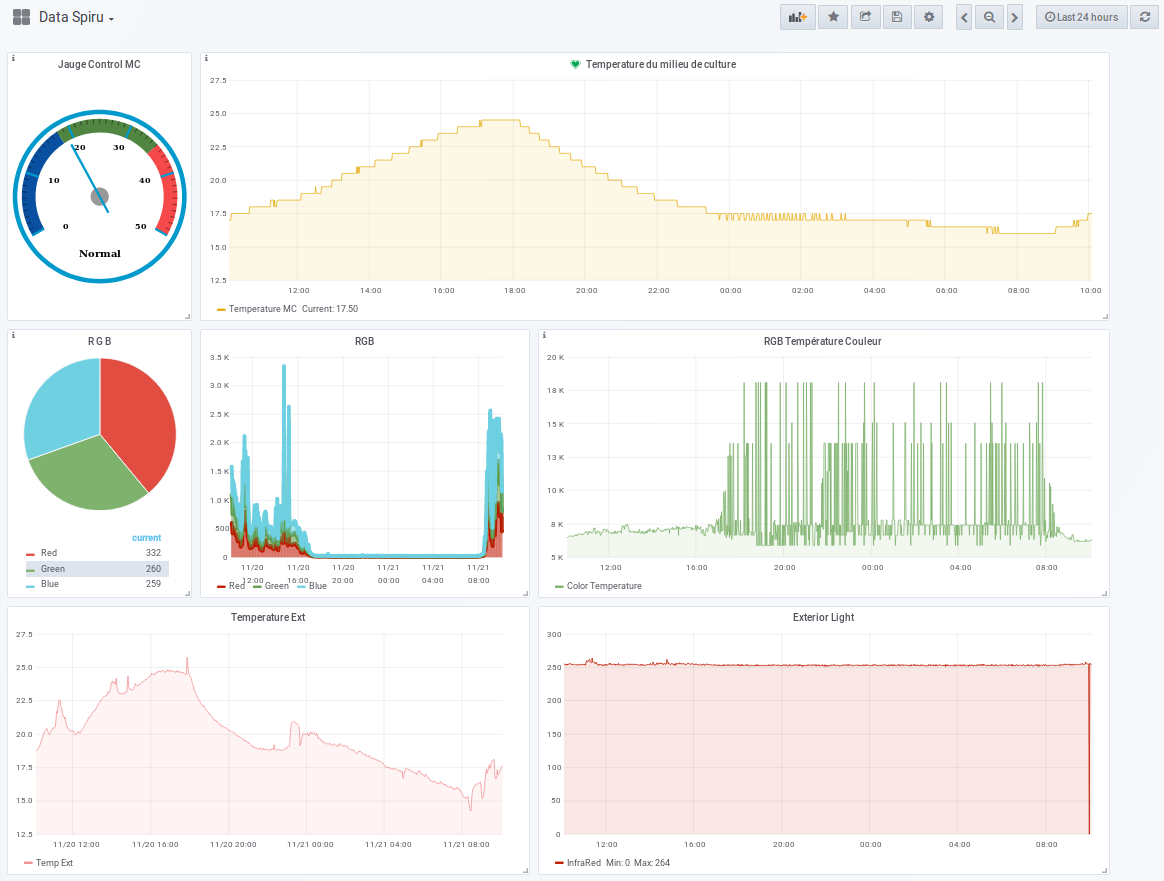 Data Spiru
Last 24 hours
Jauge Control MC
20
30
10
40
0
50
Normal
Temperature du milieu de culture
27.5
25.0
22.5
20.0
17.5
15.0
12.5
12:00 14:00 16:00 18:00 20:00 22:00 00:00 02:00 04:00 06:00 08:00 10:00
Temperature MC Current: 17.50
R G B
current
Red 332
Green 260
Blue 259
RGB
3.5 K
3.0 K
2.5 K
2.0 K
1.5 K
1.0 K
500
0
11/20 11/20 11/20 11/21 11/21 11/21
12:00 16:00 20:00 00:00 04:00 08:00
Red Green Blue
RGB Température Couleur
20 K
18 K
15 K
13 K
10 K
8 K
5 K
12:00 16:00 20:00 00:00 04:00 08:00
Color Temperature
Temperature Ext
27.5
25.0
22.5
20.0
17.5
15.0
12.5
11/20 12:00 11/20 16:00 11/20 20:00 11/21 00:00 11/21 04:00 11/21 08:00
Temp Ext
Exterior Light
300
250
200
150
100
50
0
12:00 16:00 20:00 00:00 04:00 08:00
InfraRed Min: 0 Max: 264